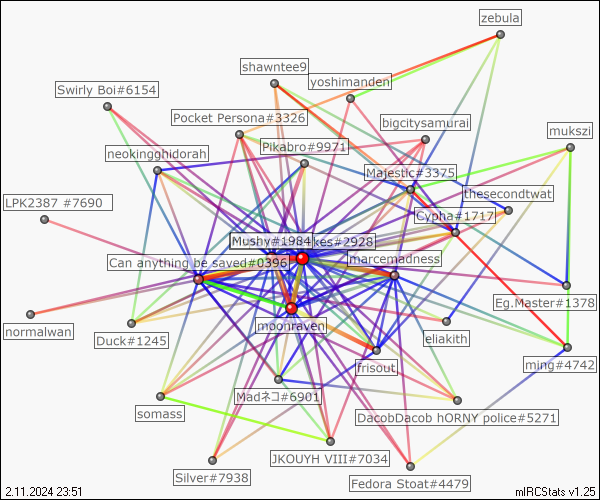 zebula
shawntee9
yoshimanden
Swirly Boi#6154
Pocket Persona#3326
bigcitysamurai
mukszi
Pikabro#9971
neokingghidorah
Majestic#3375
thesecondtwat
LPK2387 #7690
Cypha#1717
Mushy#1984
kes#2928
marcemadness
Can anything be sayed#0396
Eg.Master#1378
moonraven
normalwan
Duck#1245
eliakith
frisout
ming#4742
Madネコ#6901
somass
DacobDacob hORNY police#5271
JKOUYH VIII#7034
Silver#7938
Fedora Stoat#4479
2.11.2024 23:51
mIRCStats v1.25